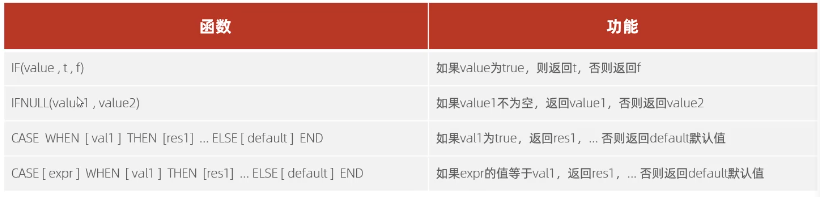 函数 功能
IF(value , t , f) 如果value为true，则返回t，否则返回f
IFNULL(value1 , value2) 如果value1不为空，返回value1，否则返回value2
CASE WHEN [ val1 ] THEN [res1] ... ELSE [ default ] END 如果val1为true，返回res1，... 否则返回default默认值
CASE [ expr ] WHEN [ val1 ] THEN [res1] ... ELSE [ default ] END 如果expr的值等于val1，返回res1，... 否则返回default默认值